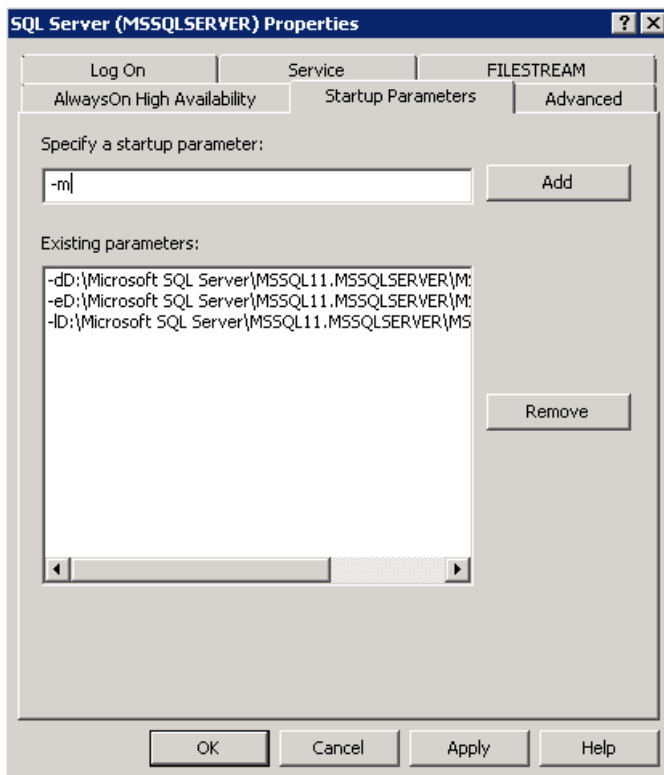 SQL Server (MSSQLSERVER) Properties
Log On Service FILESTREAM
AlwaysOn High Availability Startup Parameters Advanced
Specify a startup parameter:
-m Add
Existing parameters:
-dD:\Microsoft SQL Server\MSSQL11.MSSQLSERVER\M
-eD:\Microsoft SQL Server\MSSQL11.MSSQLSERVER\M
-lD:\Microsoft SQL Server\MSSQL11.MSSQLSERVER\MS
Remove
OK Cancel Apply Help